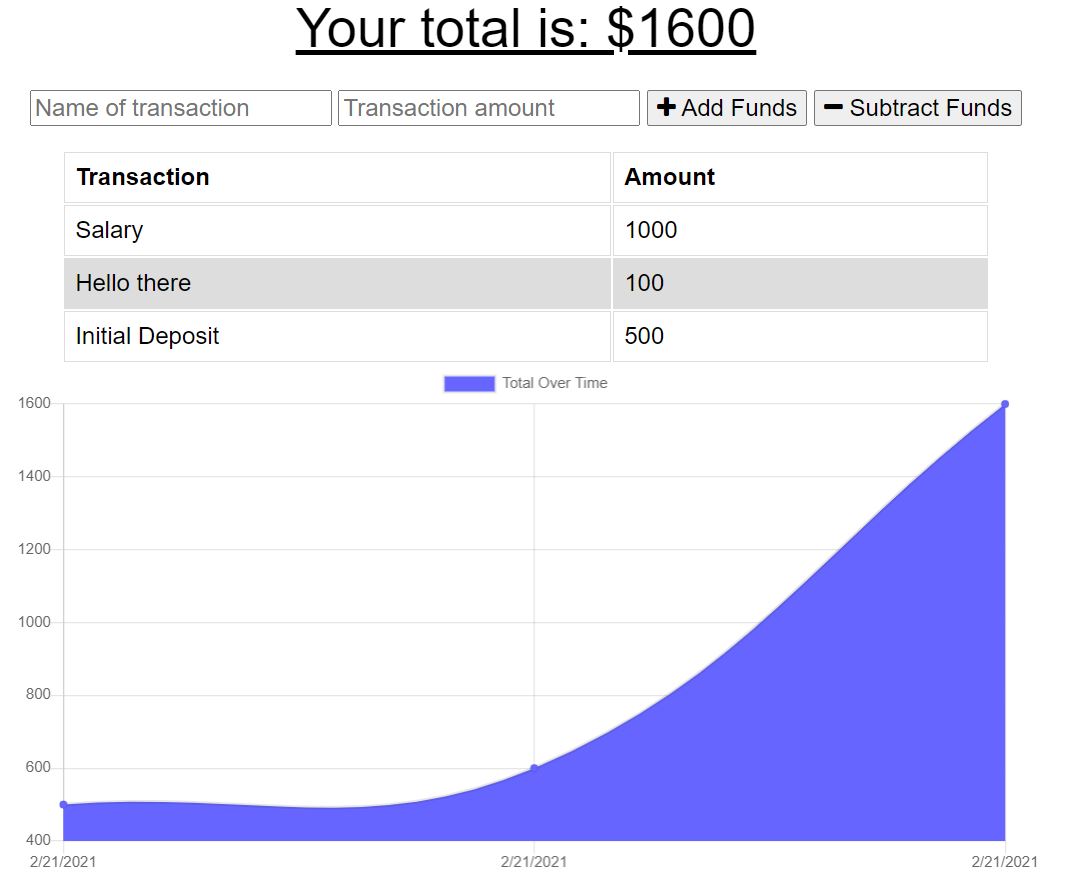 Your total is: $1600
Name of transaction Transaction amount + Add Funds − Subtract Funds
Transaction Amount
Salary 1000
Hello there 100
Initial Deposit 500
Total Over Time
1600
1400
1200
1000
800
600
400
2/21/2021 2/21/2021 2/21/2021